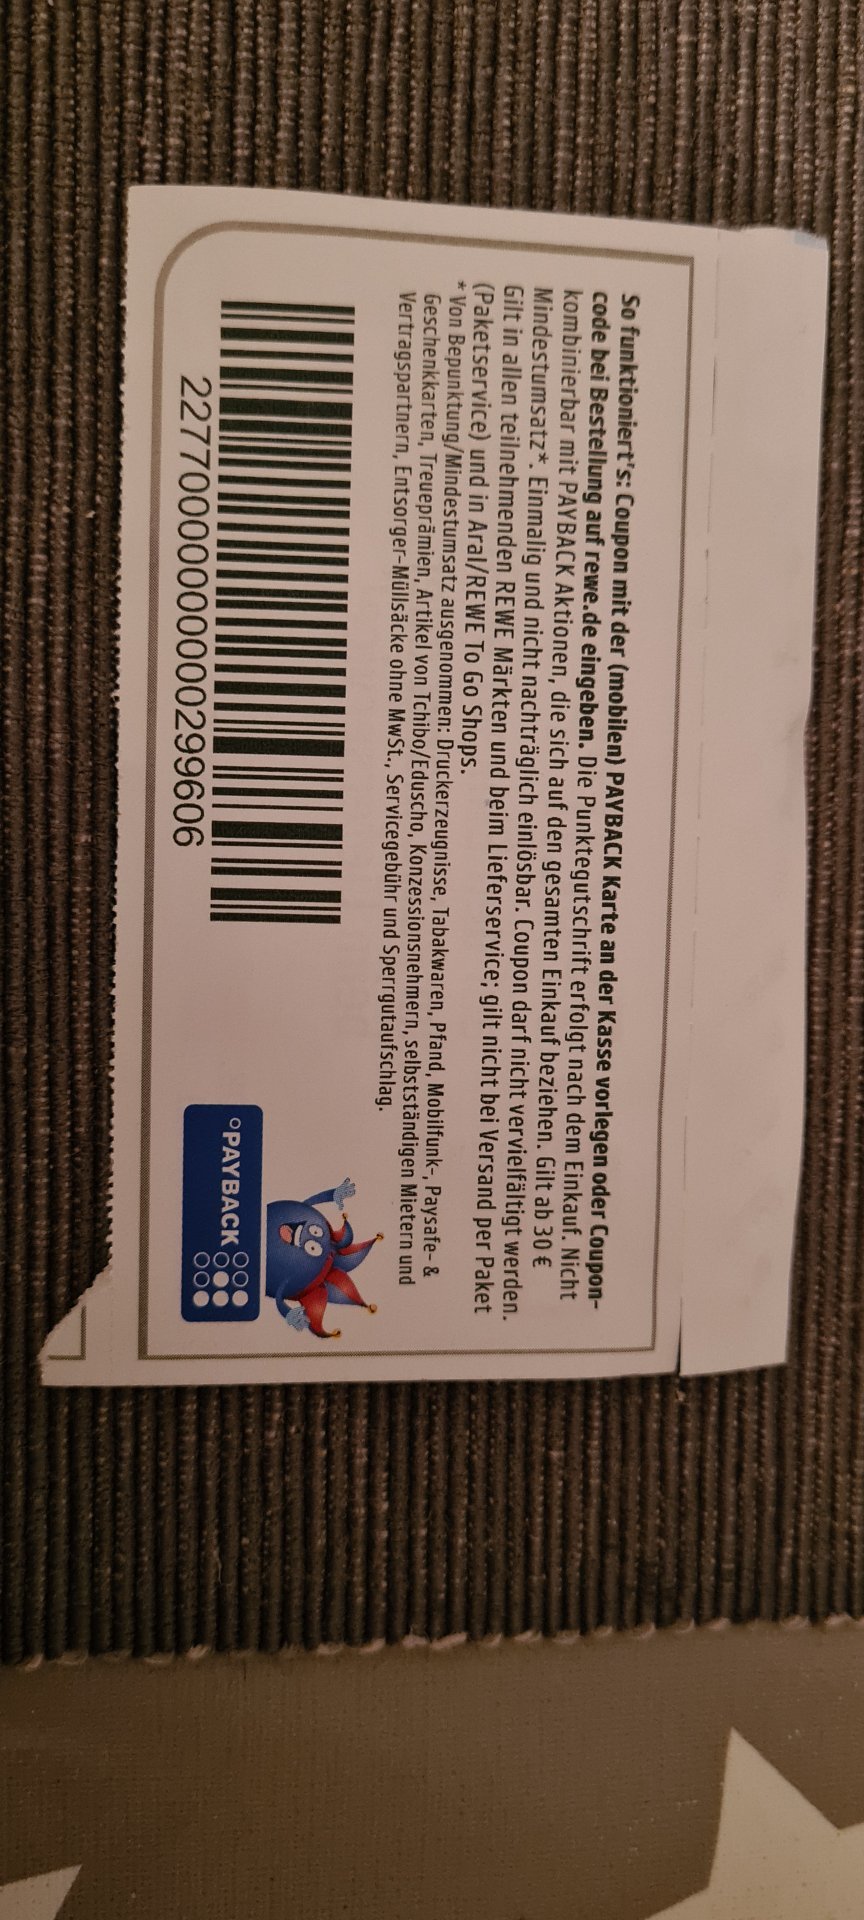 So funktioniert's: Coupon mit der (mobilen) PAYBACK Karte an der Kasse vorlegen oder Coupon-
code bei Bestellung auf rewe.de eingeben. Die Punktegutschrift erfolgt nach dem Einkauf. Nicht
kombinierbar mit PAYBACK Aktionen, die sich auf den gesamten Einkauf beziehen. Gilt ab 30 €
Mindestumsatz*. Einmalig und nicht nachträglich einlösbar. Coupon darf nicht vervielfältigt werden.
Gilt in allen teilnehmenden REWE Märkten und beim Lieferservice; gilt nicht bei Versand per Paket
(Paketservice) und in Aral/REWE To Go Shops.
* Von Bepunktung/Mindestumsatz ausgenommen: Druckerzeugnisse, Tabakwaren, Pfand, Mobilfunk-, Paysafe- &
Geschenkkarten, Treueprämien, Artikel von Tchibo/Eduscho, Konzessionsnehmern, selbstständigen Mietern und
Vertragspartnern, Entsorger-Müllsäcke ohne MwSt., Servicegebühr und Sperrgutaufschlag.
2277000000000000299606
°PAYBACK